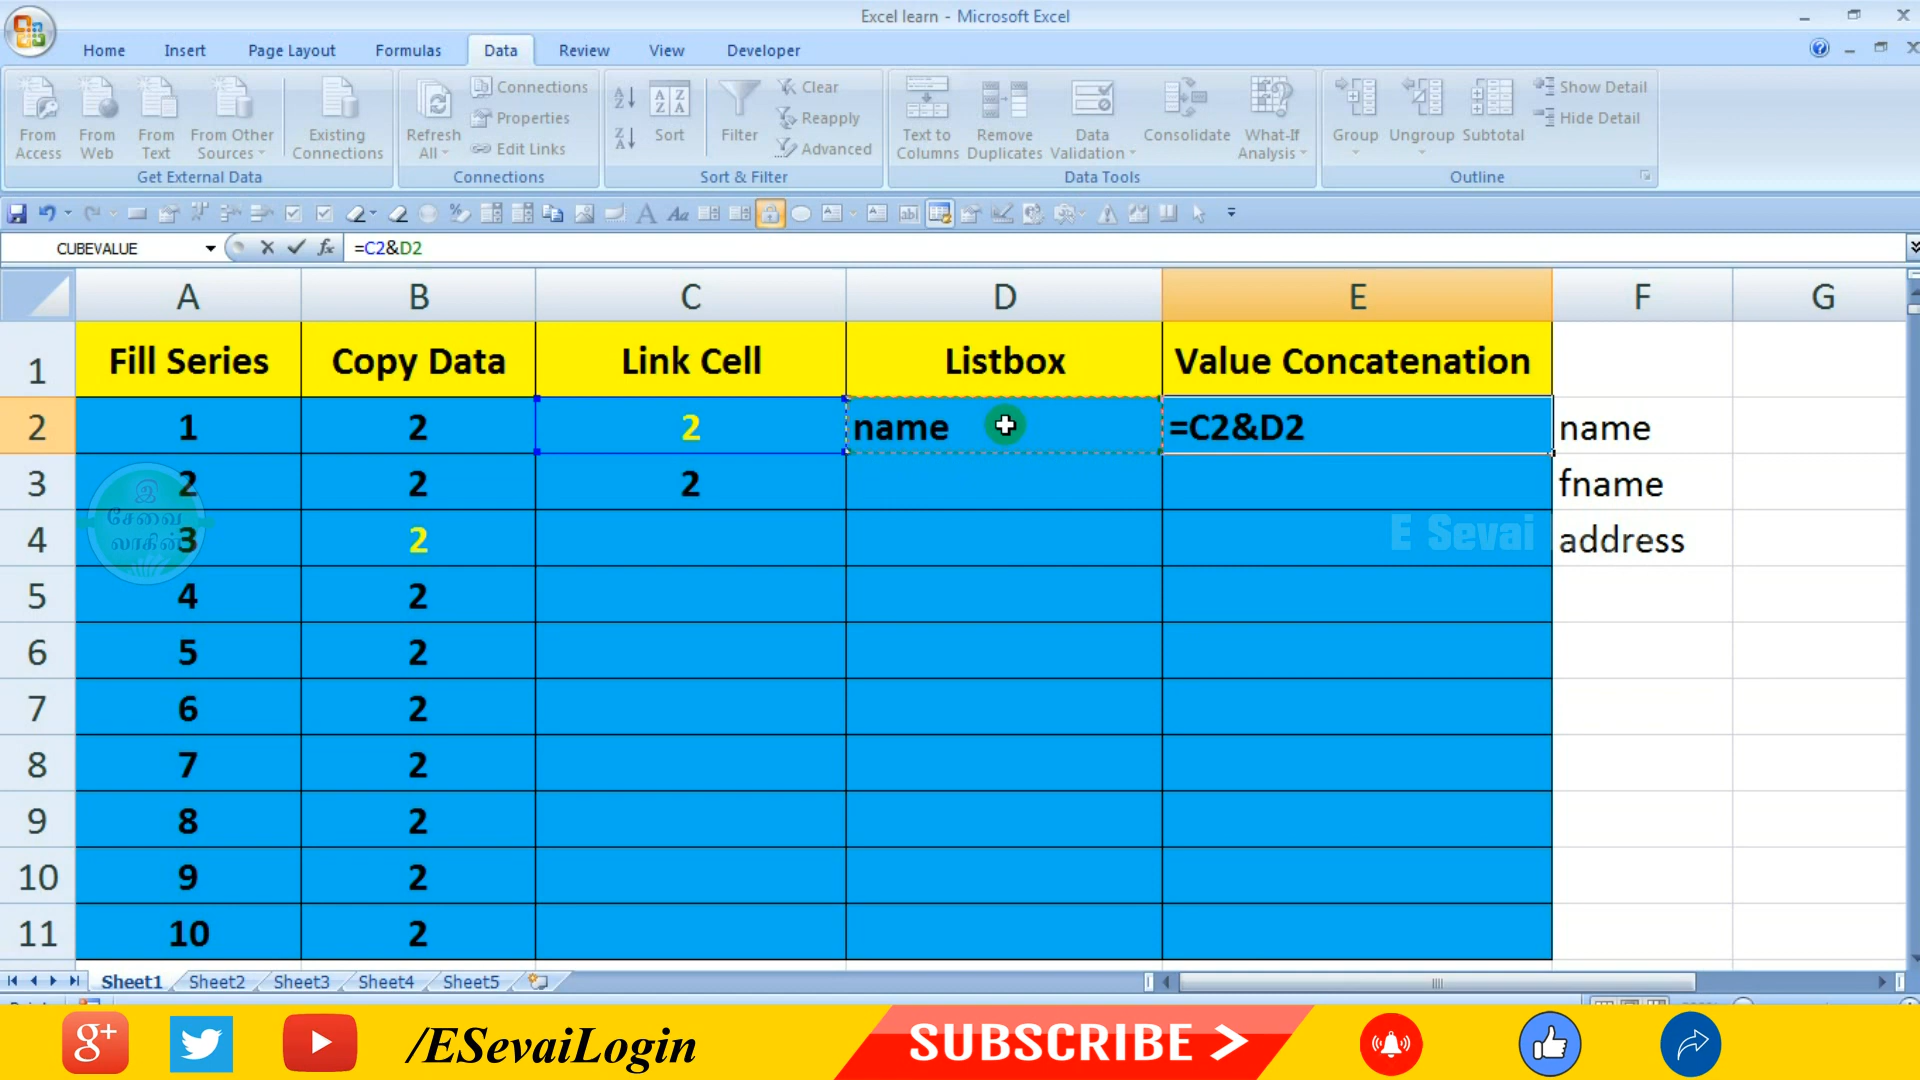 Excel learn - Microsoft Excel
Home Insert Page Layout Formulas Data Review View Developer
From Access
From Web
From Text
From Other Sources
Existing Connections
Get External Data
Refresh All
Connections
Properties
Edit Links
Connections
Sort
Filter
Clear
Reapply
Advanced
Sort & Filter
Text to Columns
Remove Duplicates
Data Validation
Consolidate
What-If Analysis
Data Tools
Group
Ungroup
Subtotal
Show Detail
Hide Detail
Outline
CUBEVALUE fx =C2&D2
A B C D E F G
1 Fill Series Copy Data Link Cell Listbox Value Concatenation
2 1 2 2 name =C2&D2 name
3 2 2 2 fname
4 3 2 address
5 4 2
6 5 2
7 6 2
8 7 2
9 8 2
10 9 2
11 10 2
இ
சேவை
லாகின்
E Sevai
Sheet1 Sheet2 Sheet3 Sheet4 Sheet5
g+ /ESevaiLogin SUBSCRIBE